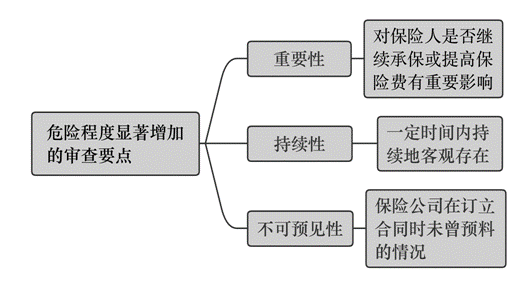 危险程度显著增加
的审查要点
重要性
对保险人是否继
续承保或提高保
险费有重要影响
持续性
一定时间内持
续地客观存在
不可预见性
保险公司在订立
合同时未曾预料
的情况